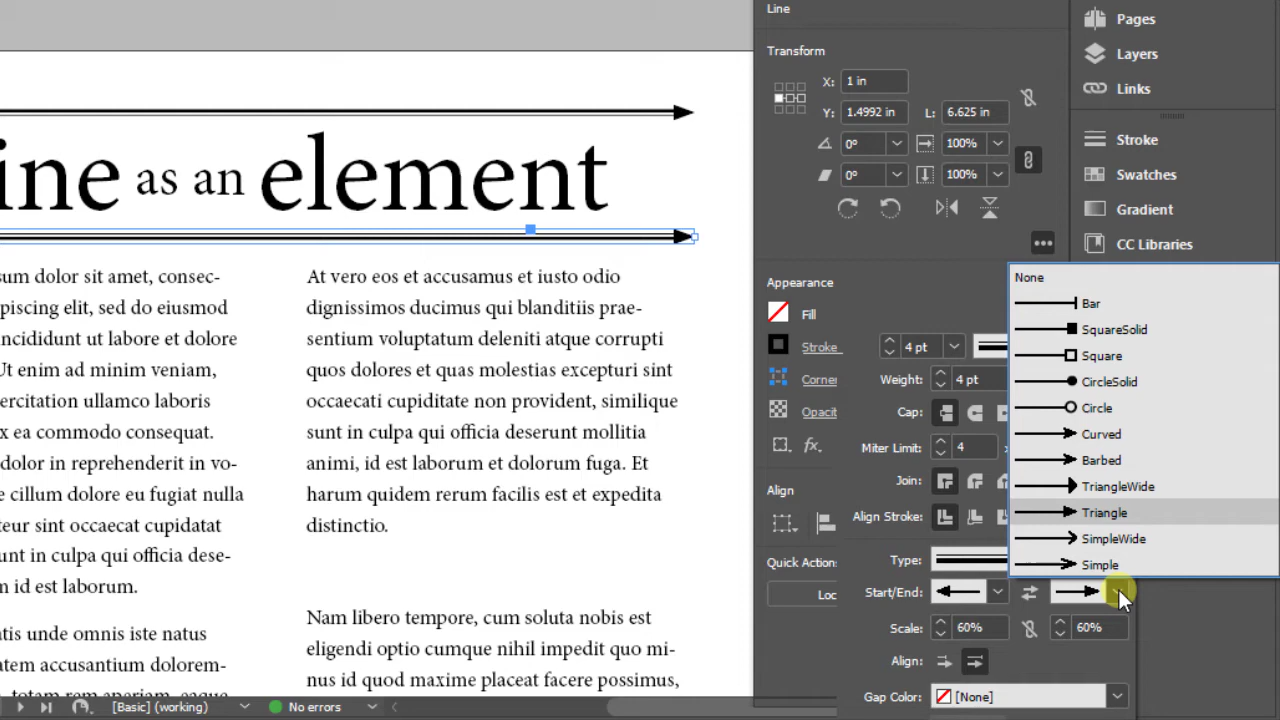 Line
Transform
X: 1 in
Y: 1.4992 in L: 6.625 in
0° 100%
0° 100%
Appearance
Fill
Stroke 4 pt
Weight: 4 pt
Cap:
Opacit
Miter Limit: 4
Join:
Align
Align Stroke:
Type:
Quick Action
Start/End:
Loc
Scale: 60% 60%
Align:
Gap Color: [None]
Pages
Layers
Links
Stroke
Swatches
Gradient
CC Libraries
None
Bar
SquareSolid
Square
CircleSolid
Circle
Curved
Barbed
TriangleWide
Triangle
SimpleWide
Simple
ine as an element
sum dolor sit amet, consec-
piscing elit, sed do eiusmod
ncididunt ut labore et dolore
Ut enim ad minim veniam,
ercitation ullamco laboris
x ea commodo consequat.
dolor in reprehenderit in vo-
e cillum dolore eu fugiat nulla
teur sint occaecat cupidatat
unt in culpa qui officia dese-
m id est laborum.
atis unde omnis iste natus
atem accusantium dolorem-
At vero eos et accusamus et iusto odio
dignissimos ducimus qui blanditiis prae-
sentium voluptatum deleniti atque corrupti
quos dolores et quas molestias excepturi sint
occaecati cupiditate non provident, similique
sunt in culpa qui officia deserunt mollitia
animi, id est laborum et dolorum fuga. Et
harum quidem rerum facilis est et expedita
distinctio.
Nam libero tempore, cum soluta nobis est
eligendi optio cumque nihil impedit quo mi-
nus id quod maxime placeat facere possimus,
[Basic] (working) No errors